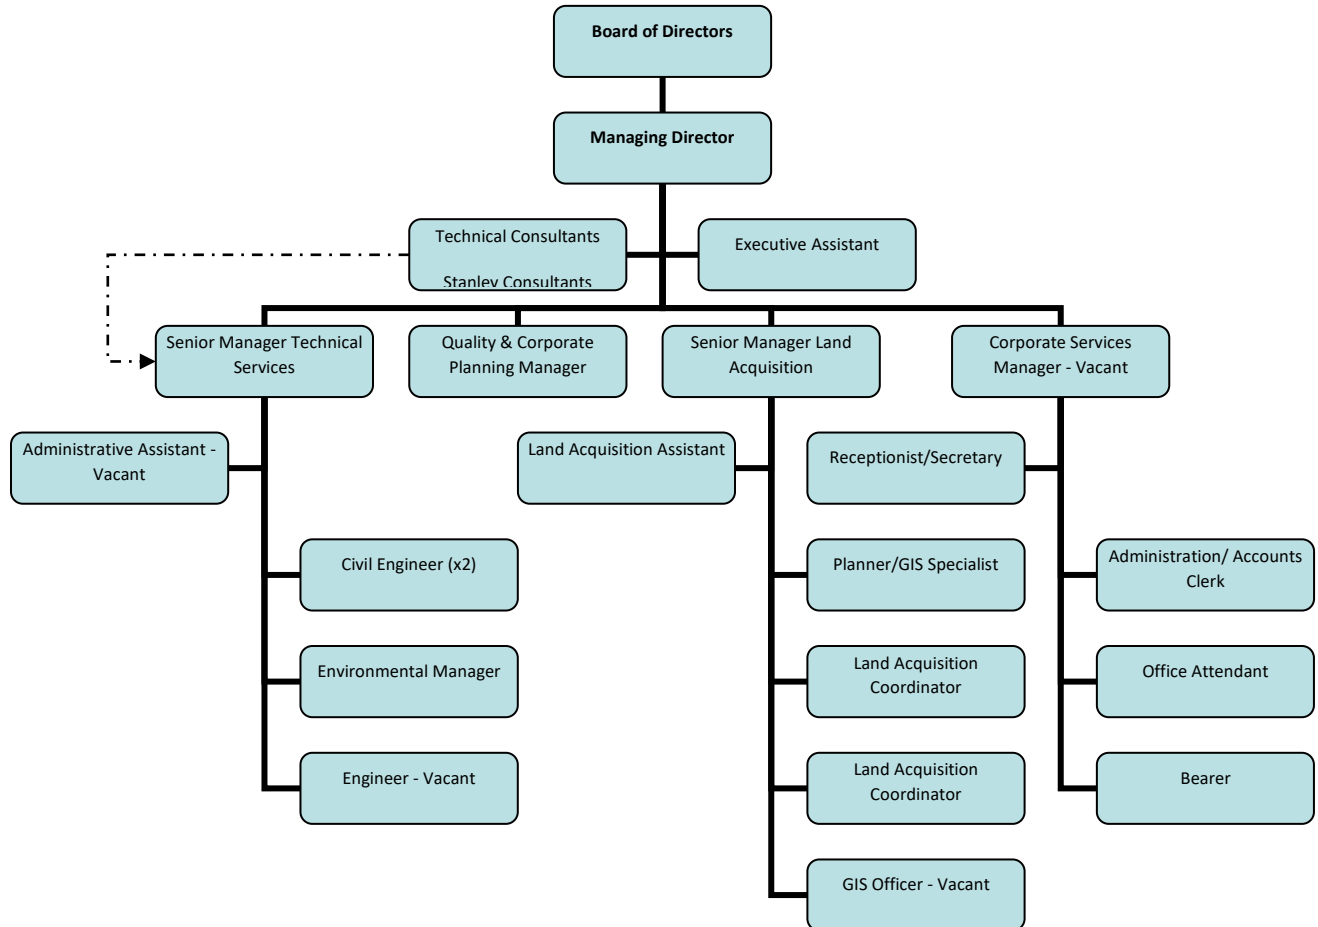 Board of Directors
Managing Director
Technical Consultants
Stanley Consultants
Executive Assistant
Senior Manager Technical
Services
Quality & Corporate
Planning Manager
Senior Manager Land
Acquisition
Corporate Services
Manager - Vacant
Administrative Assistant -
Vacant
Land Acquisition Assistant
Receptionist/Secretary
Civil Engineer (x2)
Planner/GIS Specialist
Administration/ Accounts
Clerk
Environmental Manager
Land Acquisition
Coordinator
Office Attendant
Engineer - Vacant
Land Acquisition
Coordinator
Bearer
GIS Officer - Vacant